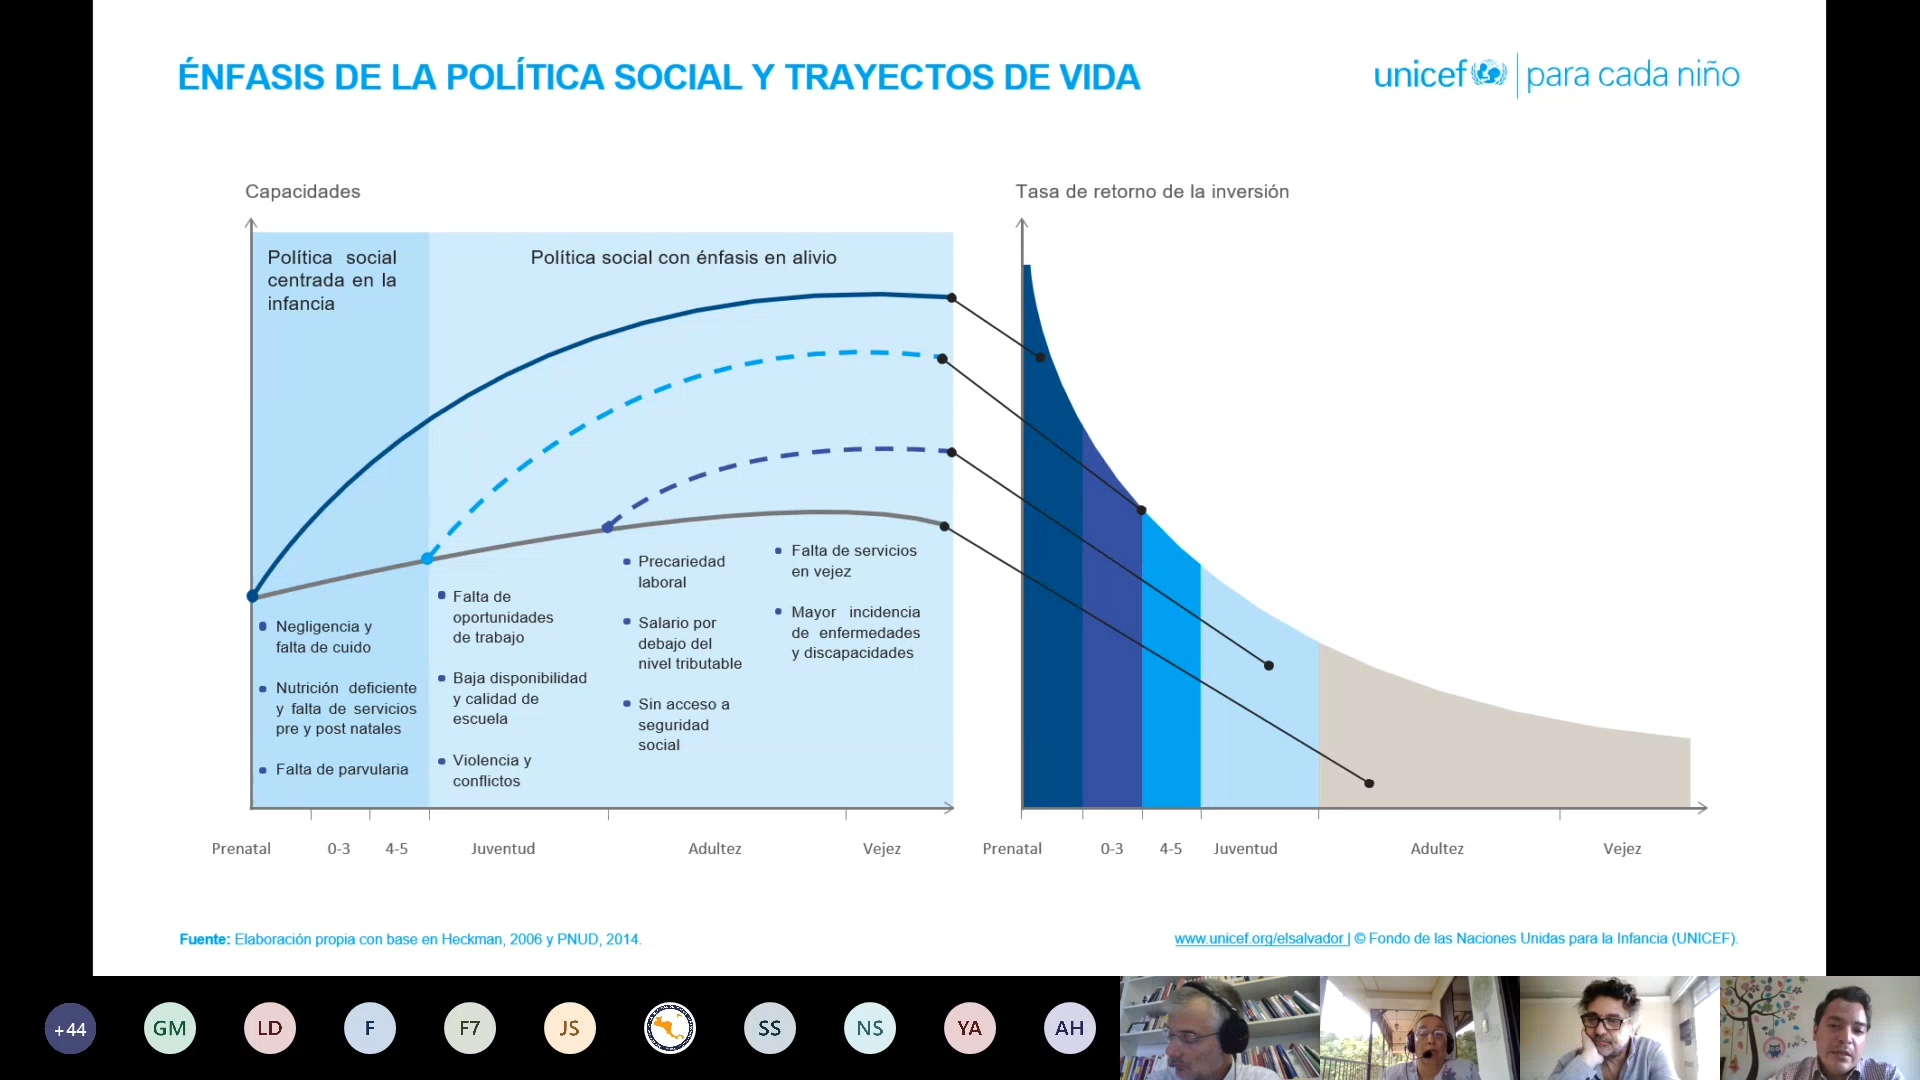 ÉNFASIS DE LA POLÍTICA SOCIAL Y TRAYECTOS DE VIDA
unicef para cada niño
Capacidades
Política social
centrada en la
infancia
Política social con énfasis en alivio
Negligencia y
falta de cuido
Nutrición deficiente
y falta de servicios
pre y post natales
Falta de parvularia
Falta de
oportunidades
de trabajo
Baja disponibilidad
y calidad de
escuela
Violencia y
conflictos
Precariedad
laboral
Salario por
debajo del
nivel tributable
Sin acceso a
seguridad
social
Falta de servicios
en vejez
Mayor incidencia
de enfermedades
y discapacidades
Prenatal 0-3 4-5 Juventud Adultez Vejez
Tasa de retorno de la inversión
Prenatal 0-3 4-5 Juventud Adultez Vejez
Fuente: Elaboración propia con base en Heckman, 2006 y PNUD, 2014.
www.unicef.org/elsalvador | © Fondo de las Naciones Unidas para la Infancia (UNICEF).
+44 GM LD F F7 JS SS NS YA AH